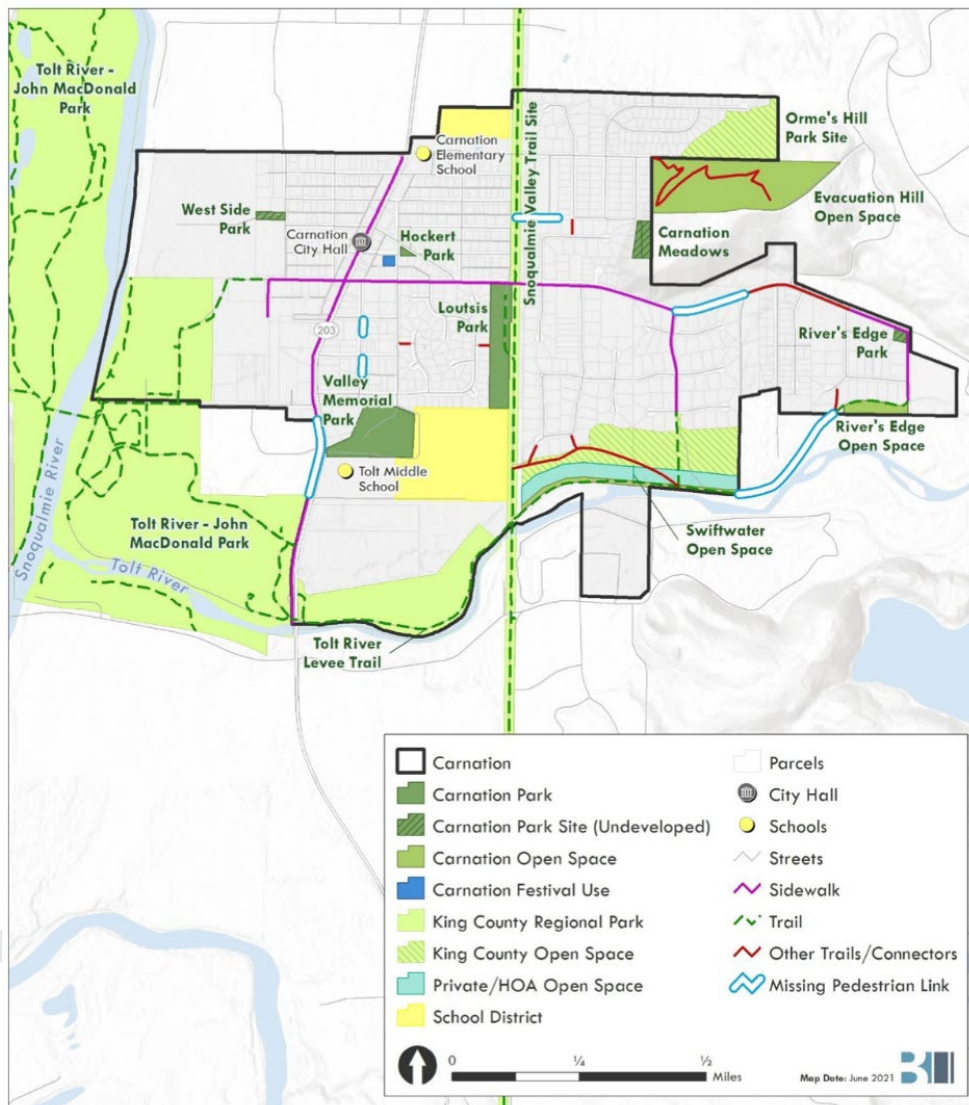 Tolt River -
John MacDonald
Park
Snoqualmie Valley Trail Site
Orme's Hill
Park Site
Carnation
Elementary
School
Evacuation Hill
Open Space
West Side
Park
Carnation
City Hall
Hockert
Park
Carnation
Meadows
203
Loutsis
Park
River's Edge
Park
Valley
Memorial
Park
River's Edge
Open Space
Tolt Middle
School
Snoqualmie River
Tolt River - John
MacDonald Park
Swiftwater
Open Space
Tolt River
Tolt River
Levee Trail
Carnation
Carnation Park
Carnation Park Site (Undeveloped)
Carnation Open Space
Carnation Festival Use
King County Regional Park
King County Open Space
Private/HOA Open Space
School District
Parcels
City Hall
Schools
Streets
Sidewalk
Trail
Other Trails/Connectors
Missing Pedestrian Link
0 ¼ ½
Miles
Map Date: June 2021